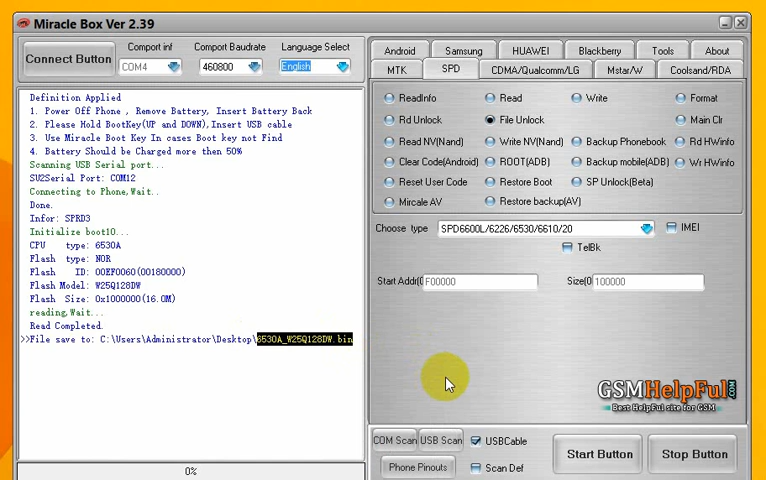 Miracle Box Ver 2.39
Connect Button
Comport inf
COM4
Comport Baudrate
460800
Language Select
English
Definition Applied
1. Power Off Phone , Remove Battery, Insert Battery Back
2. Please Hold BootKey(UP and DOWN),Insert USB cable
3. Use Miracle Boot Key In cases Boot key not Find
4. Battery Should be Charged more then 50%
Scanning USB Serial port...
SU2Serial Port: COM12
Connecting to Phone,Wait..
Done.
Infor: SPRD3
Initialize boot10...
CPU type: 6530A
Flash type: NOR
Flash ID: 00EF0060(00180000)
Flash Model: W25Q128DW
Flash Size: 0x1000000(16.0M)
reading,Wait...
Read Completed.
>>File save to: C:\Users\Administrator\Desktop\6530A_W25Q128DW.bin
0%
Android Samsung HUAWEI Blackberry Tools About
MTK SPD CDMA/Qualcomm/LG Mstar/W Coolsand/RDA
ReadInfo Read Write Format
Rd Unlock File Unlock Main Clr
Read NV(Nand) Write NV(Nand) Backup Phonebook Rd HWinfo
Clear Code(Android) ROOT(ADB) Backup mobile(ADB) Wr HWinfo
Reset User Code Restore Boot SP Unlock(Beta)
Mircale AV Restore backup(AV)
Choose type SPD6600L/6226/6530/6610/20 IMEI
TelBk
Start Addr(0 F00000 Size(0 100000
GSMHelpFul.COM
Best HelpFul site for GSM
COM Scan USB Scan USBCable
Phone Pinouts Scan Def
Start Button Stop Button